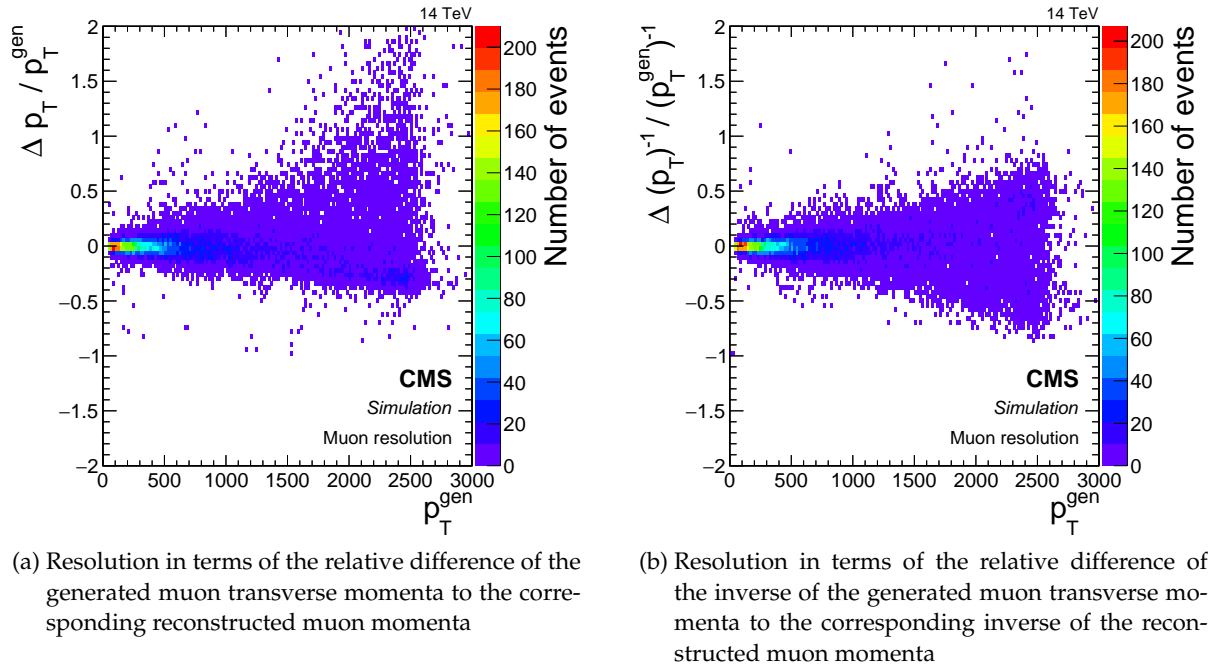 14 TeV
Δ p_T / p_T^gen
2
1.5
1
0.5
0
−0.5
−1
−1.5
−2
0 500 1000 1500 2000 2500 3000
p_T^gen
CMS
Simulation
Muon resolution
200
180
160
140
120
100
80
60
40
20
0
Number of events
(a) Resolution in terms of the relative difference of the
generated muon transverse momenta to the corre-
sponding reconstructed muon momenta
14 TeV
Δ (p_T)^-1 / (p_T^gen)^-1
2
1.5
1
0.5
0
−0.5
−1
−1.5
−2
0 500 1000 1500 2000 2500 3000
p_T^gen
CMS
Simulation
Muon resolution
200
180
160
140
120
100
80
60
40
20
0
Number of events
(b) Resolution in terms of the relative difference of
the inverse of the generated muon transverse mo-
menta to the corresponding inverse of the recon-
structed muon momenta